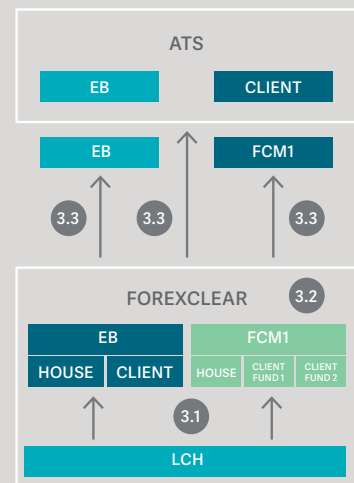 ATS
EB CLIENT
EB FCM1
3.3 3.3 3.3
FOREXCLEAR 3.2
EB FCM1
HOUSE CLIENT HOUSE CLIENT FUND 1 CLIENT FUND 2
3.1
LCH